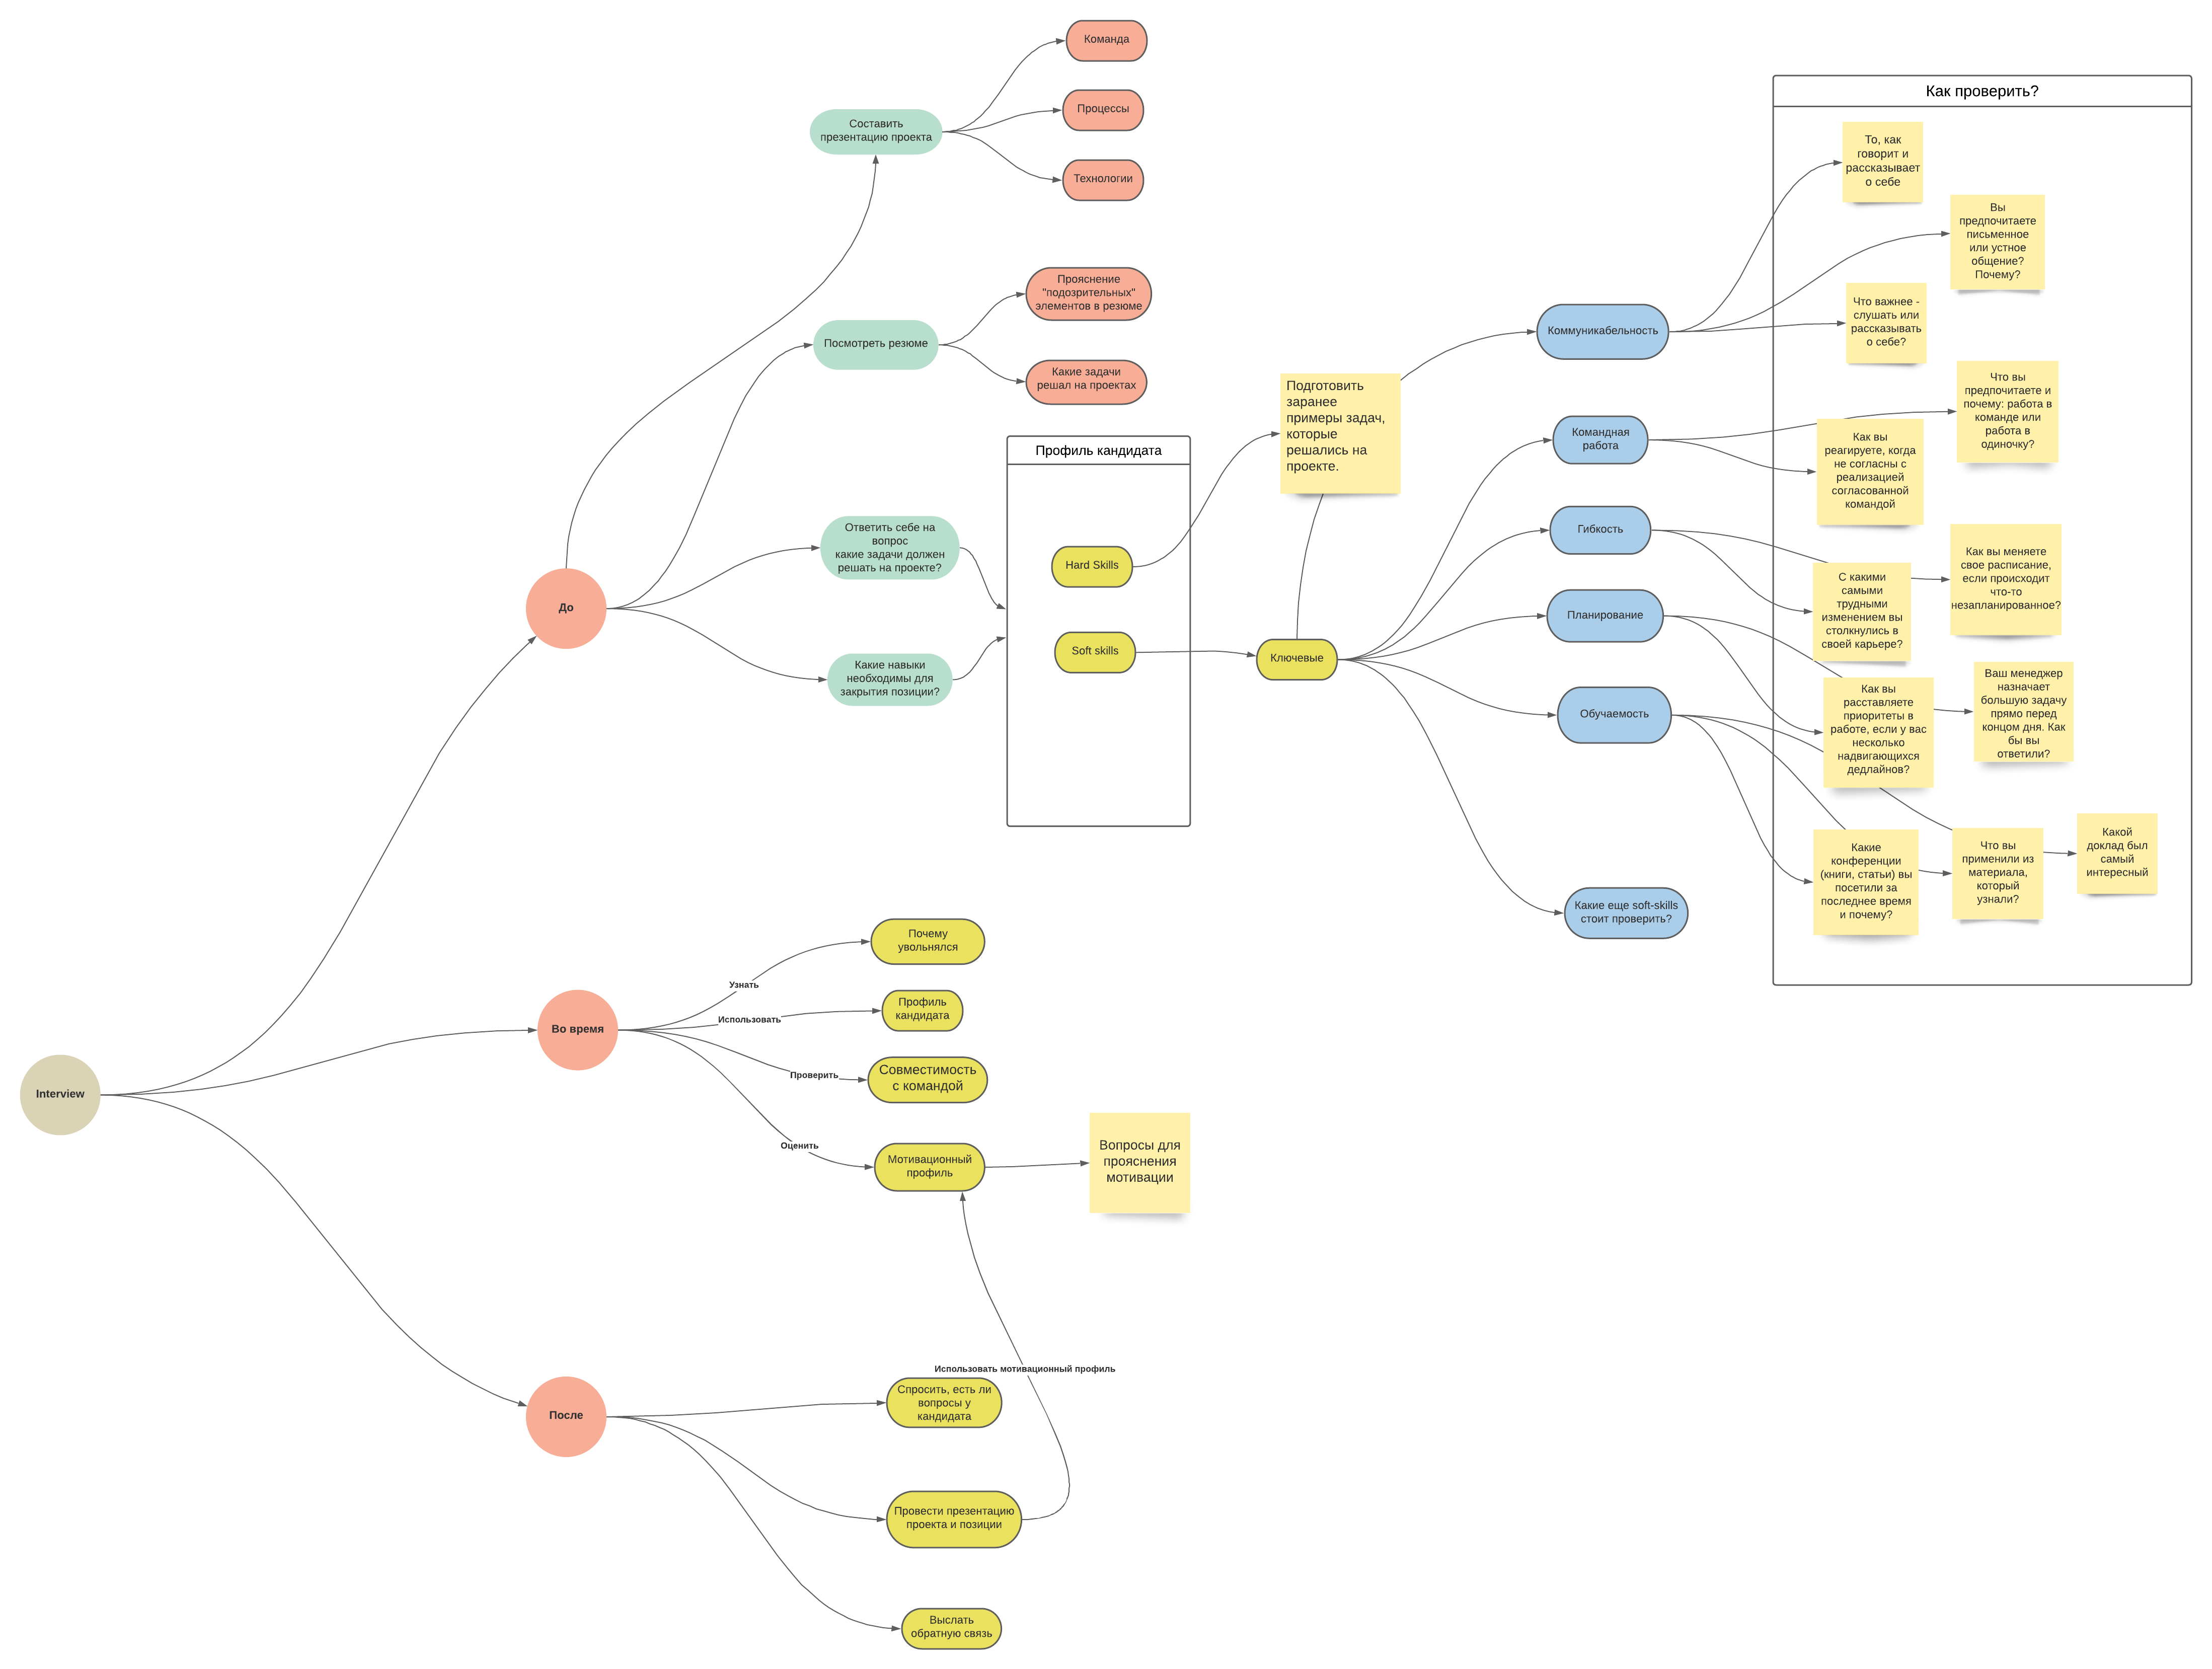 Команда
Процессы
Технологии
Составить
презентацию проекта
Прояснение
"подозрительных"
элементов в резюме
Посмотреть резюме
Какие задачи
решал на проектах
Ответить себе на
вопрос
какие задачи должен
решать на проекте?
До
Какие навыки
необходимы для
закрытия позиции?
Профиль кандидата
Hard Skills
Soft skills
Подготовить
заранее
примеры задач,
которые
решались на
проекте.
Ключевые
Коммуникабельность
Командная
работа
Гибкость
Планирование
Обучаемость
Какие еще soft-skills
стоит проверить?
Как проверить?
То, как
говорит и
рассказывает
о себе
Вы
предпочитаете
письменное
или устное
общение?
Почему?
Что важнее -
слушать или
рассказывать
о себе?
Что вы
предпочитаете и
почему: работа в
команде или
работа в
одиночку?
Как вы
реагируете, когда
не согласны с
реализацией
согласованной
командой
Как вы меняете
свое расписание,
если происходит
что-то
незапланированное?
С какими
самыми
трудными
изменением вы
столкнулись в
своей карьере?
Ваш менеджер
назначает
большую задачу
прямо перед
концом дня. Как
бы вы
ответили?
Как вы
расставляете
приоритеты в
работе, если у вас
несколько
надвигающихся
дедлайнов?
Какие
конференции
(книги, статьи) вы
посетили за
последнее время
и почему?
Что вы
применили из
материала,
который
узнали?
Какой
доклад был
самый
интересный
Interview
Во время
Узнать
Почему
увольнялся
Использовать
Профиль
кандидата
Проверить
Совместимость
с командой
Оценить
Мотивационный
профиль
Вопросы для
прояснения
мотивации
Использовать мотивационный профиль
После
Спросить, есть ли
вопросы у
кандидата
Провести презентацию
проекта и позиции
Выслать
обратную связь